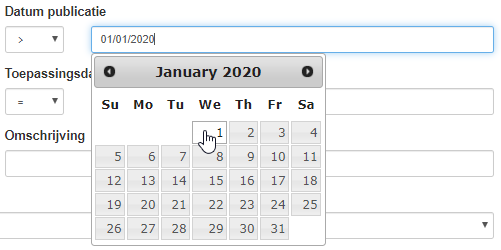 Datum publicatie
> 01/01/2020
January 2020
Toepassingsda
Su Mo Tu We Th Fr Sa
=
1 2 3 4
Omschrijving
5 6 7 8 9 10 11
12 13 14 15 16 17 18
19 20 21 22 23 24 25
26 27 28 29 30 31